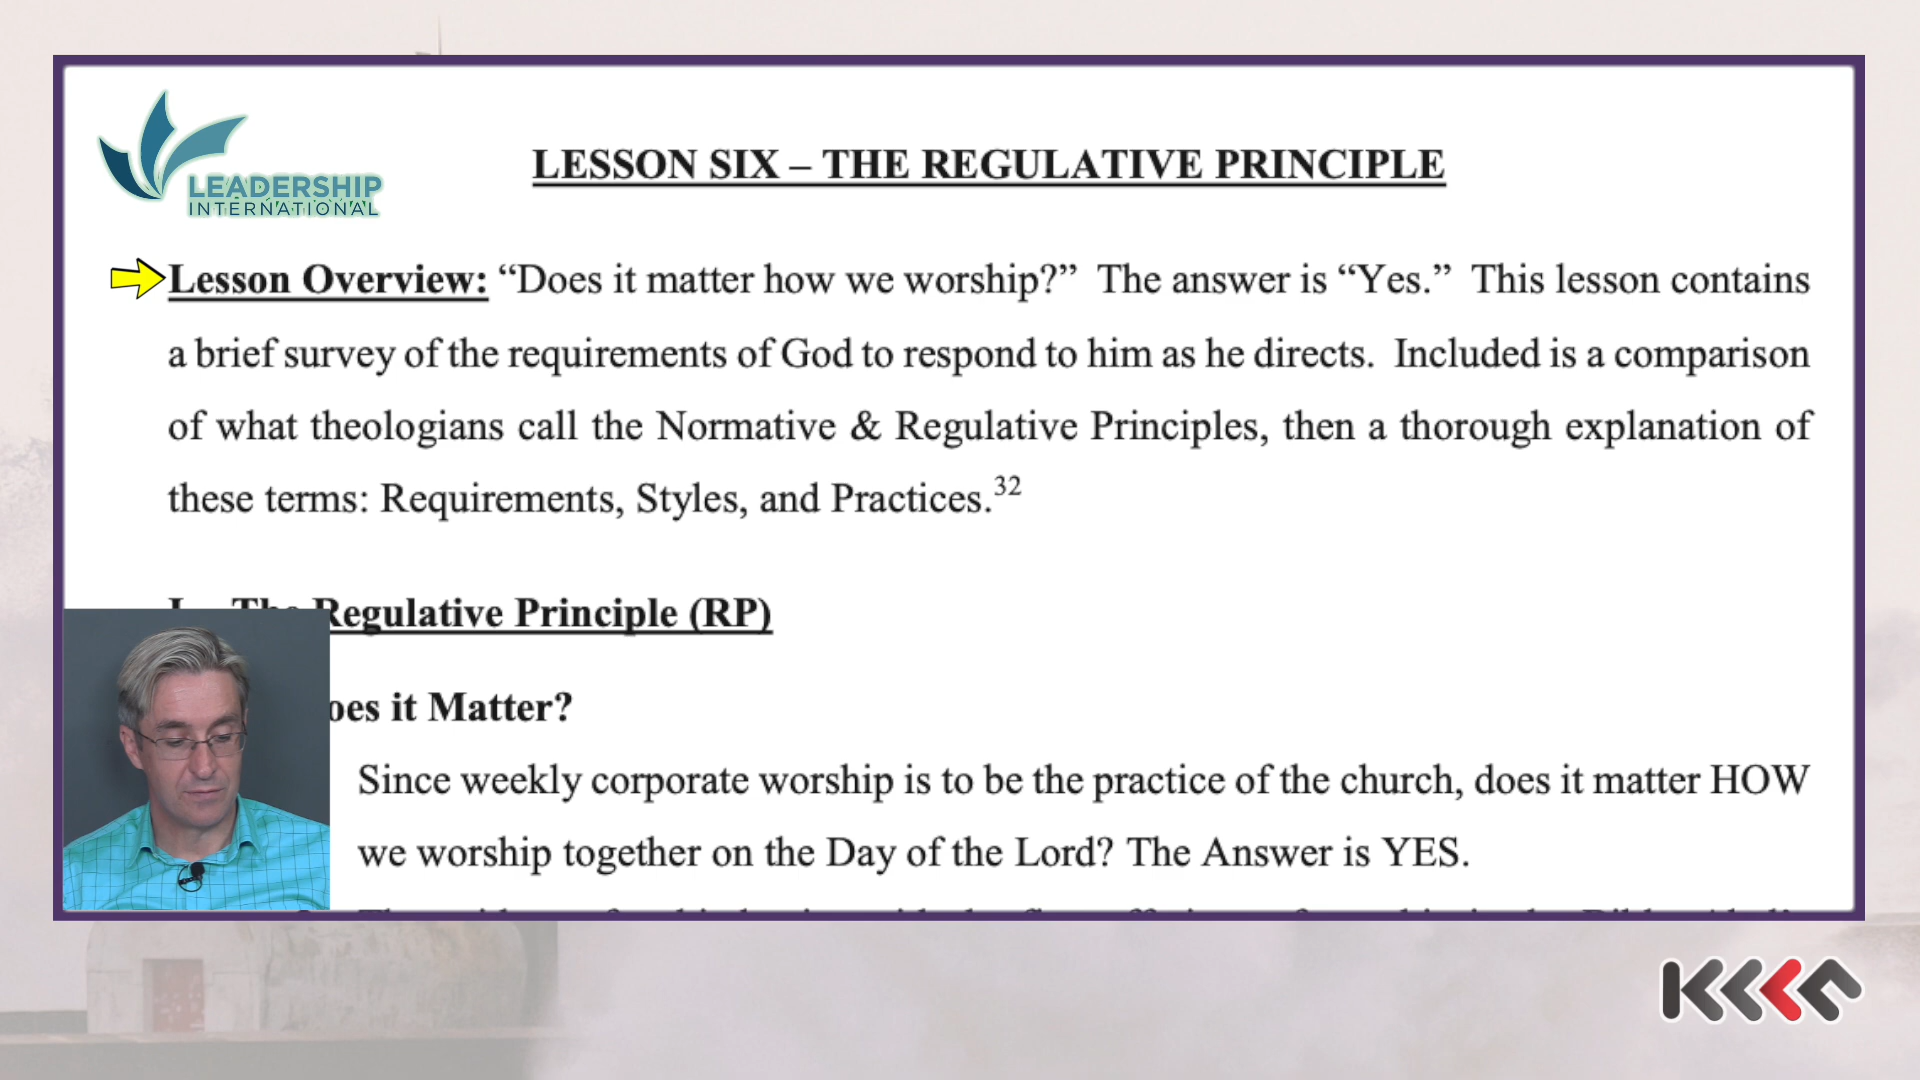 LEADERSHIP
INTERNATIONAL
LESSON SIX – THE REGULATIVE PRINCIPLE
Lesson Overview: “Does it matter how we worship?” The answer is “Yes.” This lesson contains
a brief survey of the requirements of God to respond to him as he directs. Included is a comparison
of what theologians call the Normative & Regulative Principles, then a thorough explanation of
these terms: Requirements, Styles, and Practices.32
Regulative Principle (RP)
oes it Matter?
Since weekly corporate worship is to be the practice of the church, does it matter HOW
we worship together on the Day of the Lord? The Answer is YES.